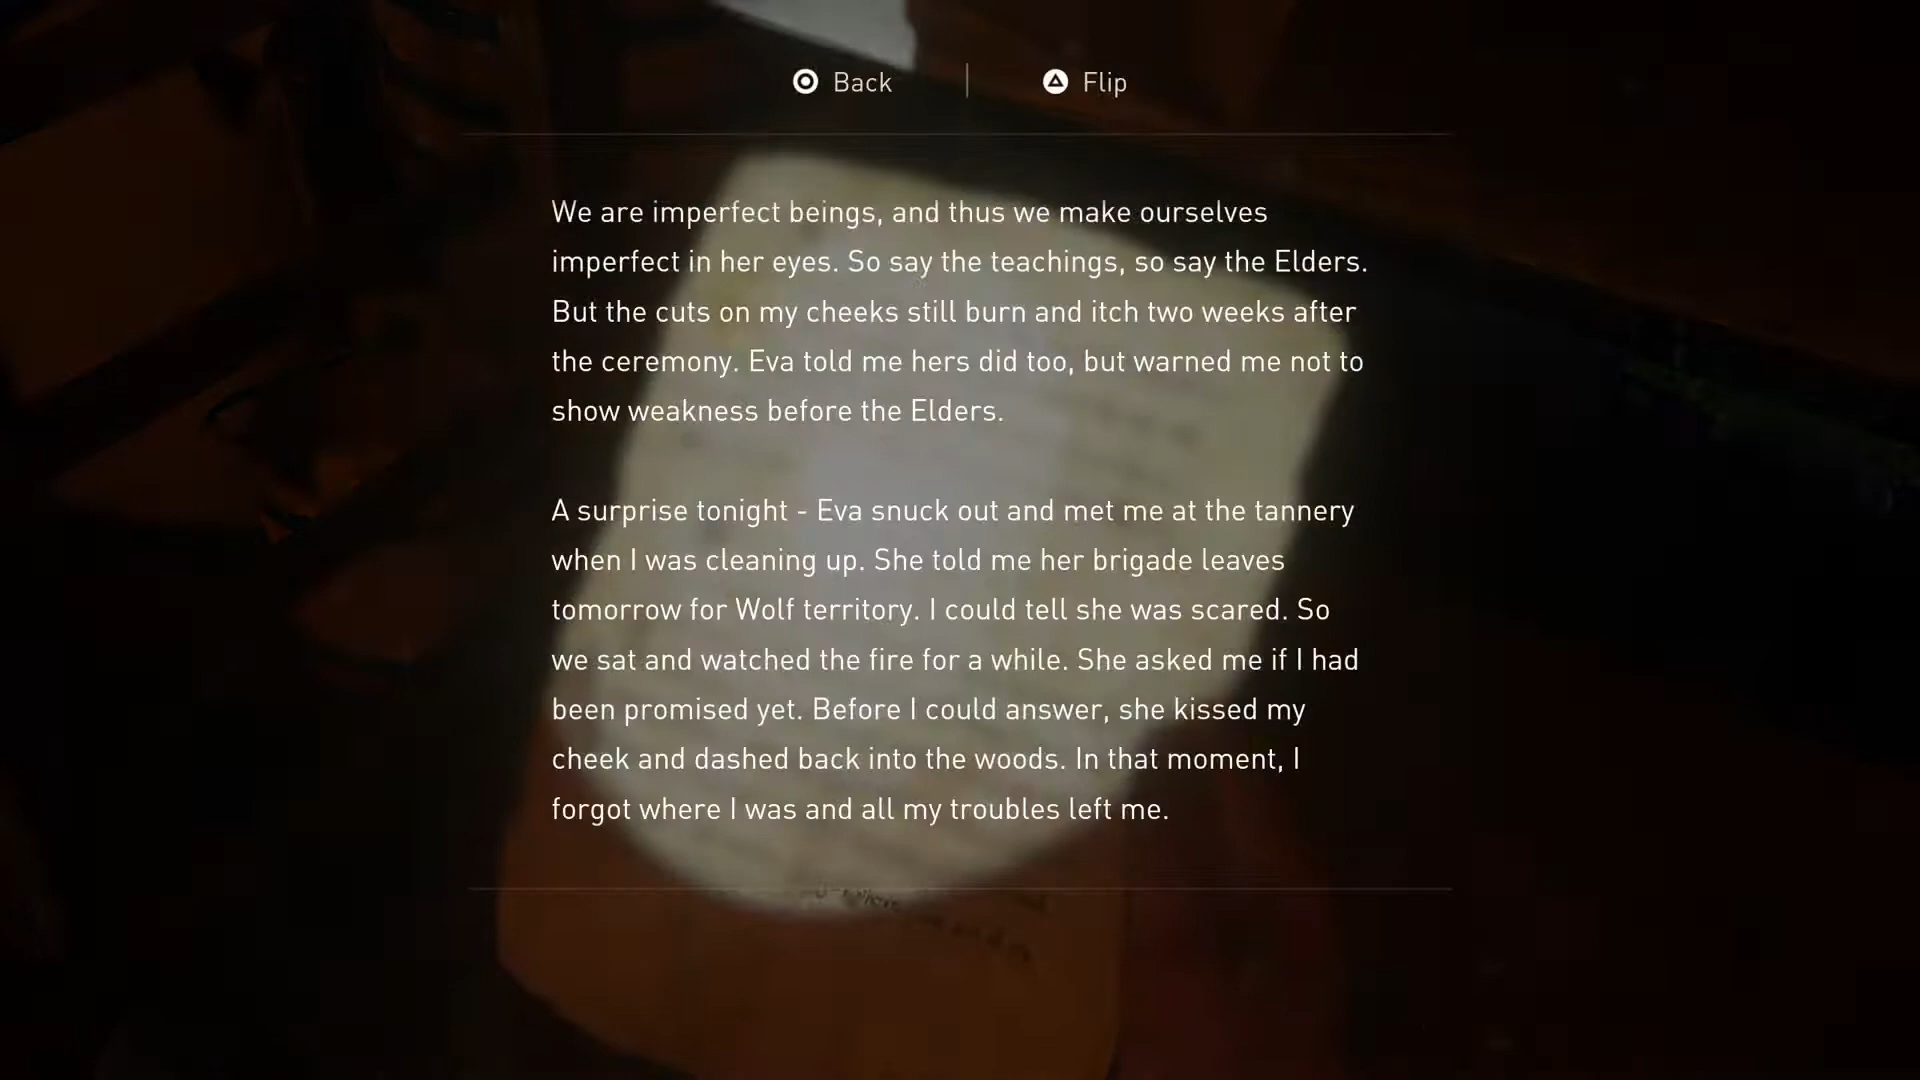 Back | Flip
We are imperfect beings, and thus we make ourselves
imperfect in her eyes. So say the teachings, so say the Elders.
But the cuts on my cheeks still burn and itch two weeks after
the ceremony. Eva told me hers did too, but warned me not to
show weakness before the Elders.
A surprise tonight - Eva snuck out and met me at the tannery
when I was cleaning up. She told me her brigade leaves
tomorrow for Wolf territory. I could tell she was scared. So
we sat and watched the fire for a while. She asked me if I had
been promised yet. Before I could answer, she kissed my
cheek and dashed back into the woods. In that moment, I
forgot where I was and all my troubles left me.